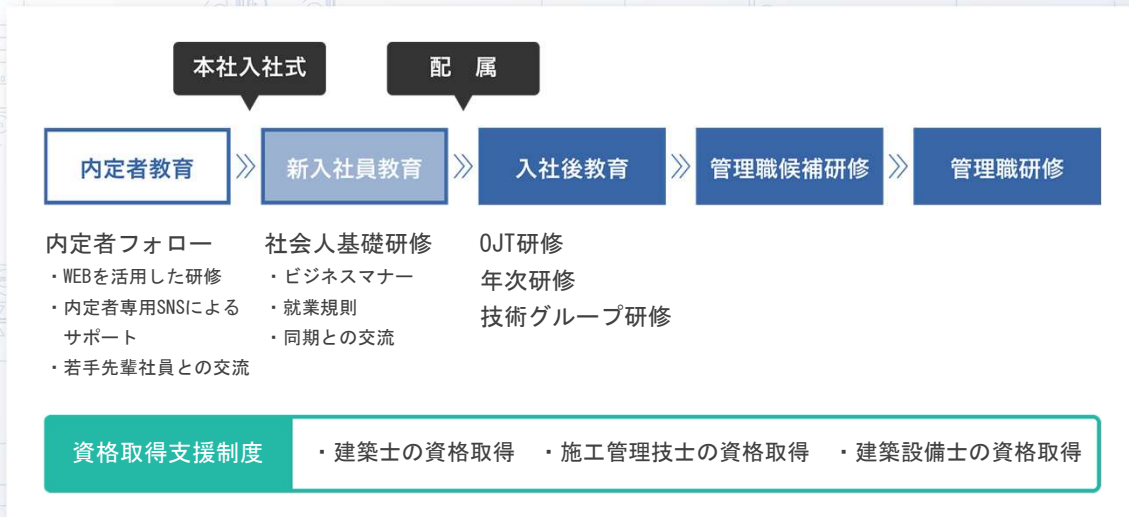 本社入社式
配　属
内定者教育
新入社員教育
入社後教育
管理職候補研修
管理職研修
内定者フォロー
・WEBを活用した研修
・内定者専用SNSによる
サポート
・若手先輩社員との交流
社会人基礎研修
・ビジネスマナー
・就業規則
・同期との交流
OJT研修
年次研修
技術グループ研修
資格取得支援制度
・建築士の資格取得　・施工管理技士の資格取得　・建築設備士の資格取得